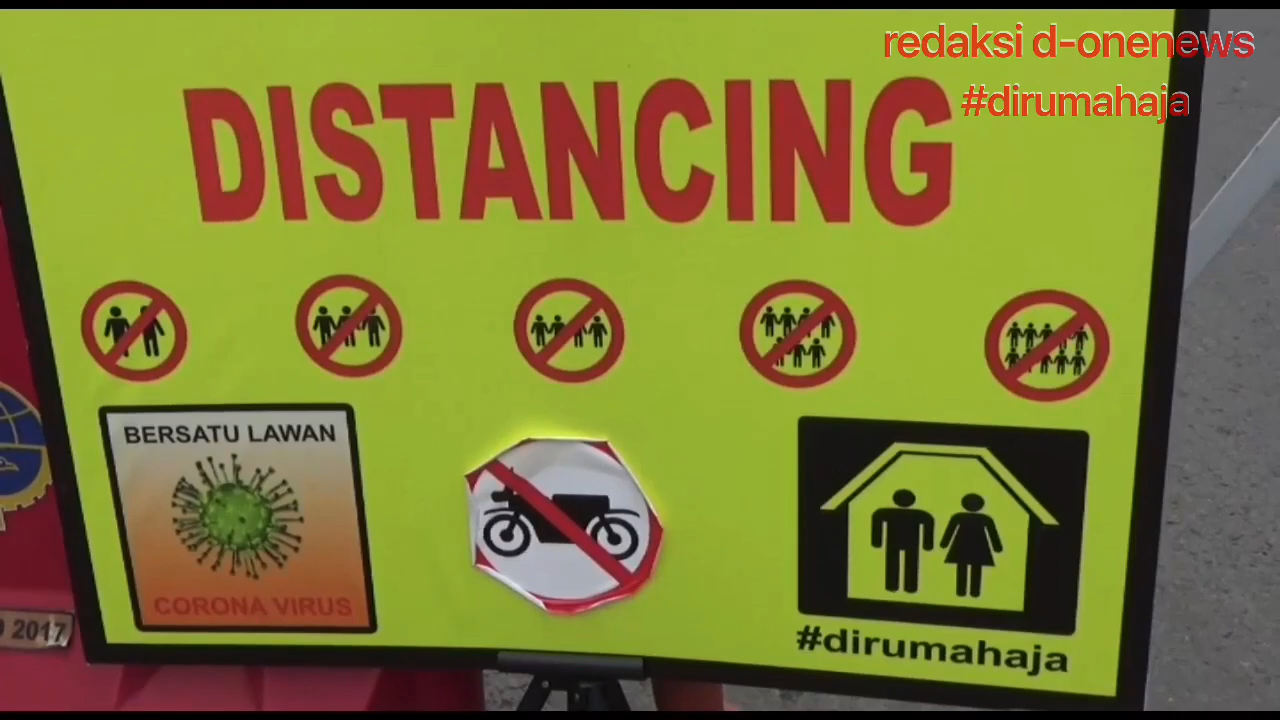 redaksi d-onenews
#dirumahaja
DISTANCING
BERSATU LAWAN
CORONA VIRUS
#dirumahaja
2017